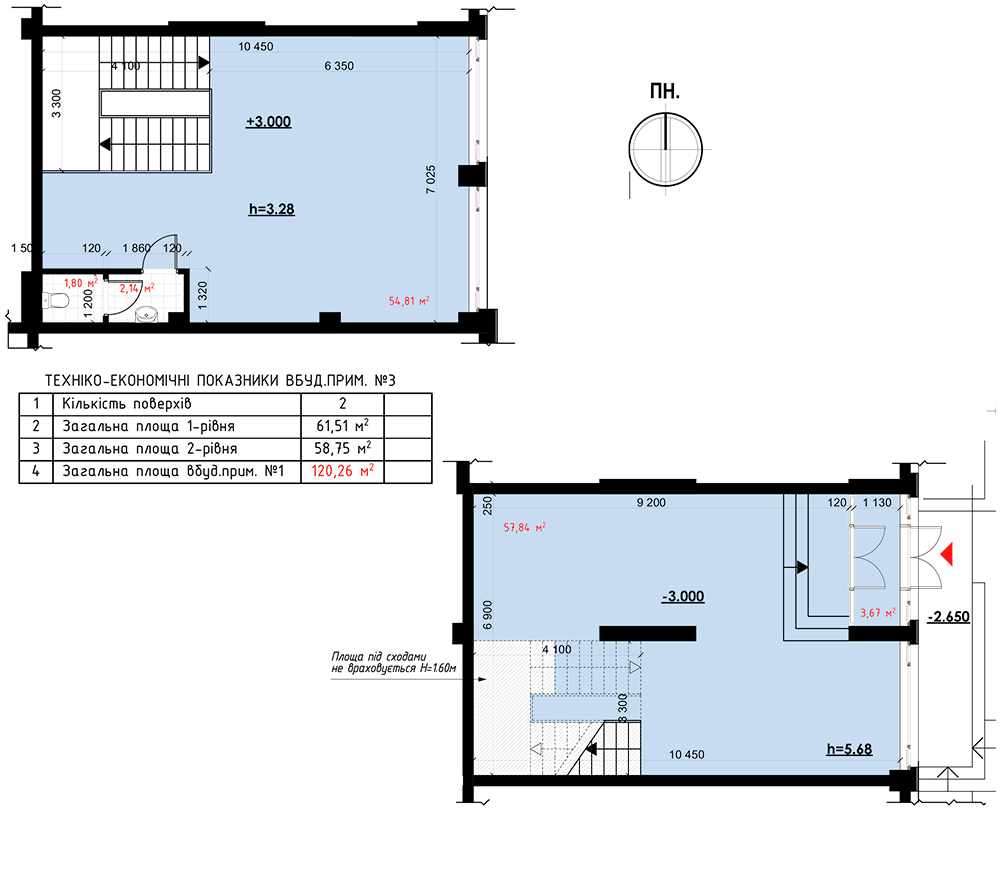 10 450
4 100
6 350
3 300
ПН.
+3.000
7 025
h=3.28
1 50
120
1 860
120
1,80 м²
2,14 м²
1 200
1 320
54,81 м²
ТЕХНІКО-ЕКОНОМІЧНІ ПОКАЗНИКИ ВБУД.ПРИМ. №3
1 Кількість поверхів 2
2 Загальна площа 1-рівня 61,51 м²
3 Загальна площа 2-рівня 58,75 м²
4 Загальна площа вбуд.прим. №1 120,26 м²
250
9 200
120
1 130
57,84 м²
-3.000
3,67 м²
-2.650
6 900
Площа під сходами
не враховується Н=1.60м
4 100
3 300
10 450
h=5.68